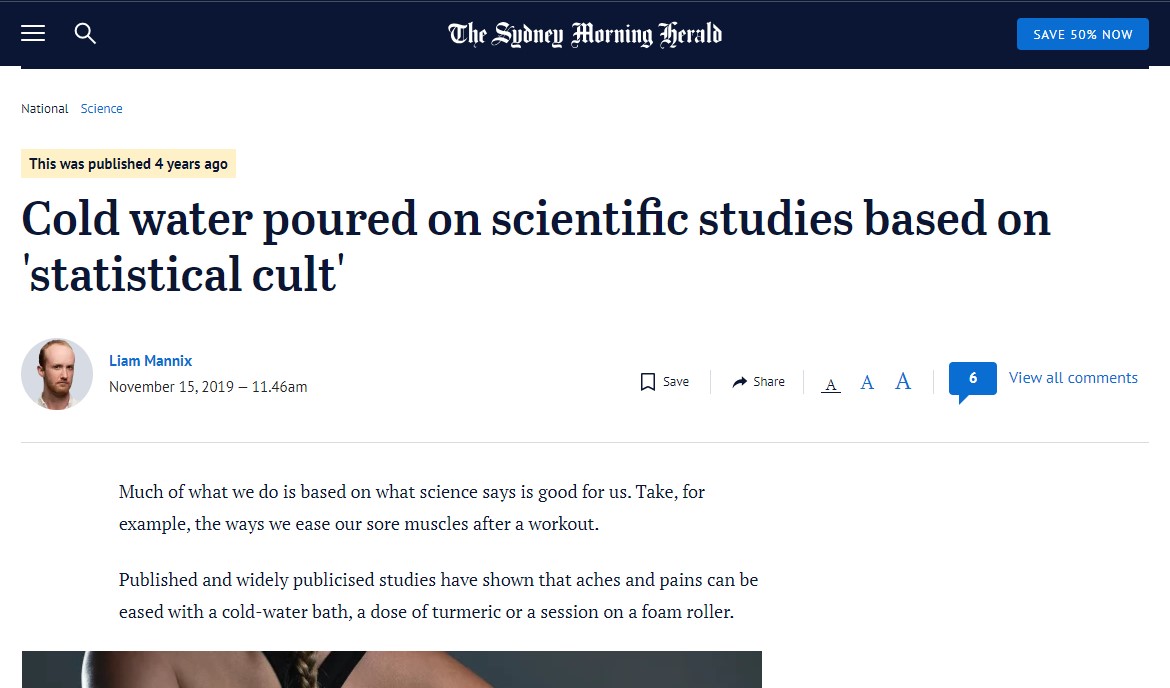 The Sydney Morning Herald
SAVE 50% NOW
National Science
This was published 4 years ago
Cold water poured on scientific studies based on
'statistical cult'
Liam Mannix
November 15, 2019 — 11.46am
Save Share A A A 6 View all comments
Much of what we do is based on what science says is good for us. Take, for
example, the ways we ease our sore muscles after a workout.
Published and widely publicised studies have shown that aches and pains can be
eased with a cold-water bath, a dose of turmeric or a session on a foam roller.